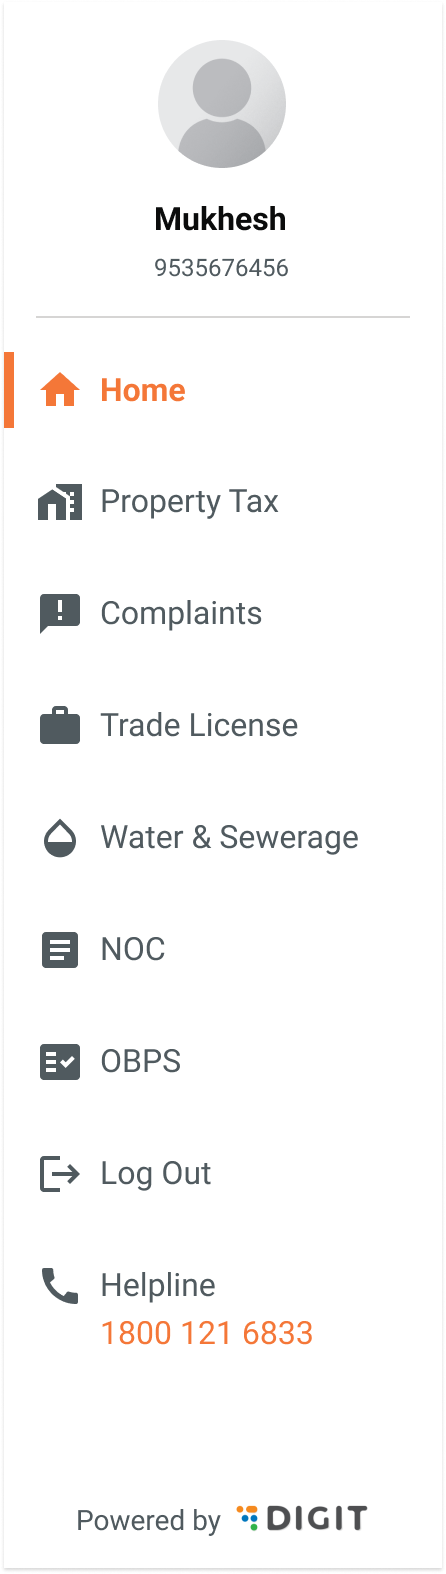 Mukhesh
9535676456
Home
Property Tax
Complaints
Trade License
Water & Sewerage
NOC
OBPS
Log Out
Helpline
1800 121 6833
Powered by DIGIT